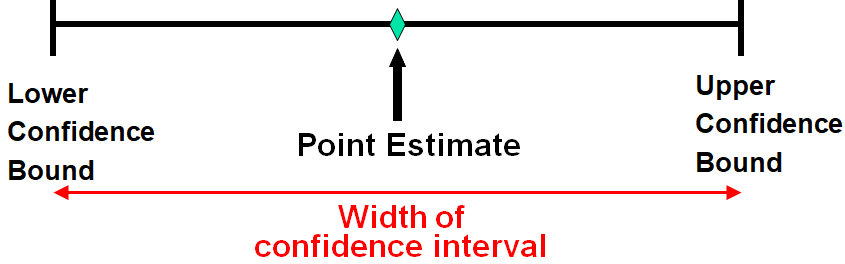 Lower
Confidence
Bound
Point Estimate
Upper
Confidence
Bound
Width of
confidence interval